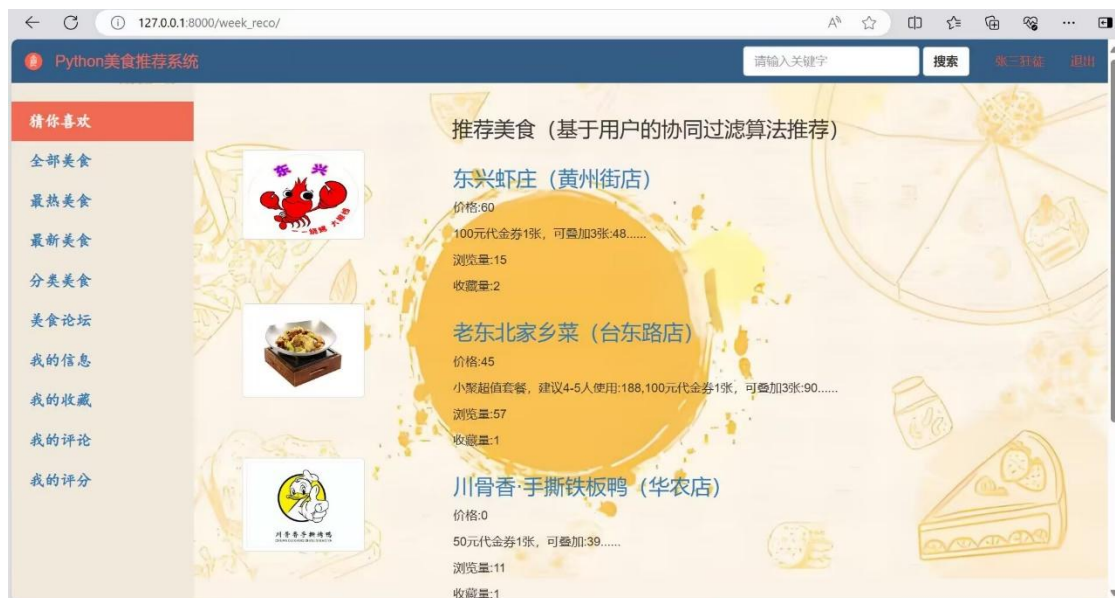 127.0.0.1:8000/week_reco/
Python美食推荐系统
请输入关键字
搜索
退出
猜你喜欢
全部美食
最热美食
最新美食
分类美食
美食论坛
我的信息
我的收藏
我的评论
我的评分
推荐美食（基于用户的协同过滤算法推荐）
东兴
东兴虾庄（黄州街店）
价格:60
100元代金券1张，可叠加3张:48......
浏览量:15
收藏量:2
老东北家乡菜（台东路店）
价格:45
小聚超值套餐，建议4-5人使用:188,100元代金券1张，可叠加3张:90......
浏览量:57
收藏量:1
川骨香手撕烤鸭
川骨香·手撕铁板鸭（华农店）
价格:0
50元代金券1张，可叠加:39......
浏览量:11
收藏量:1